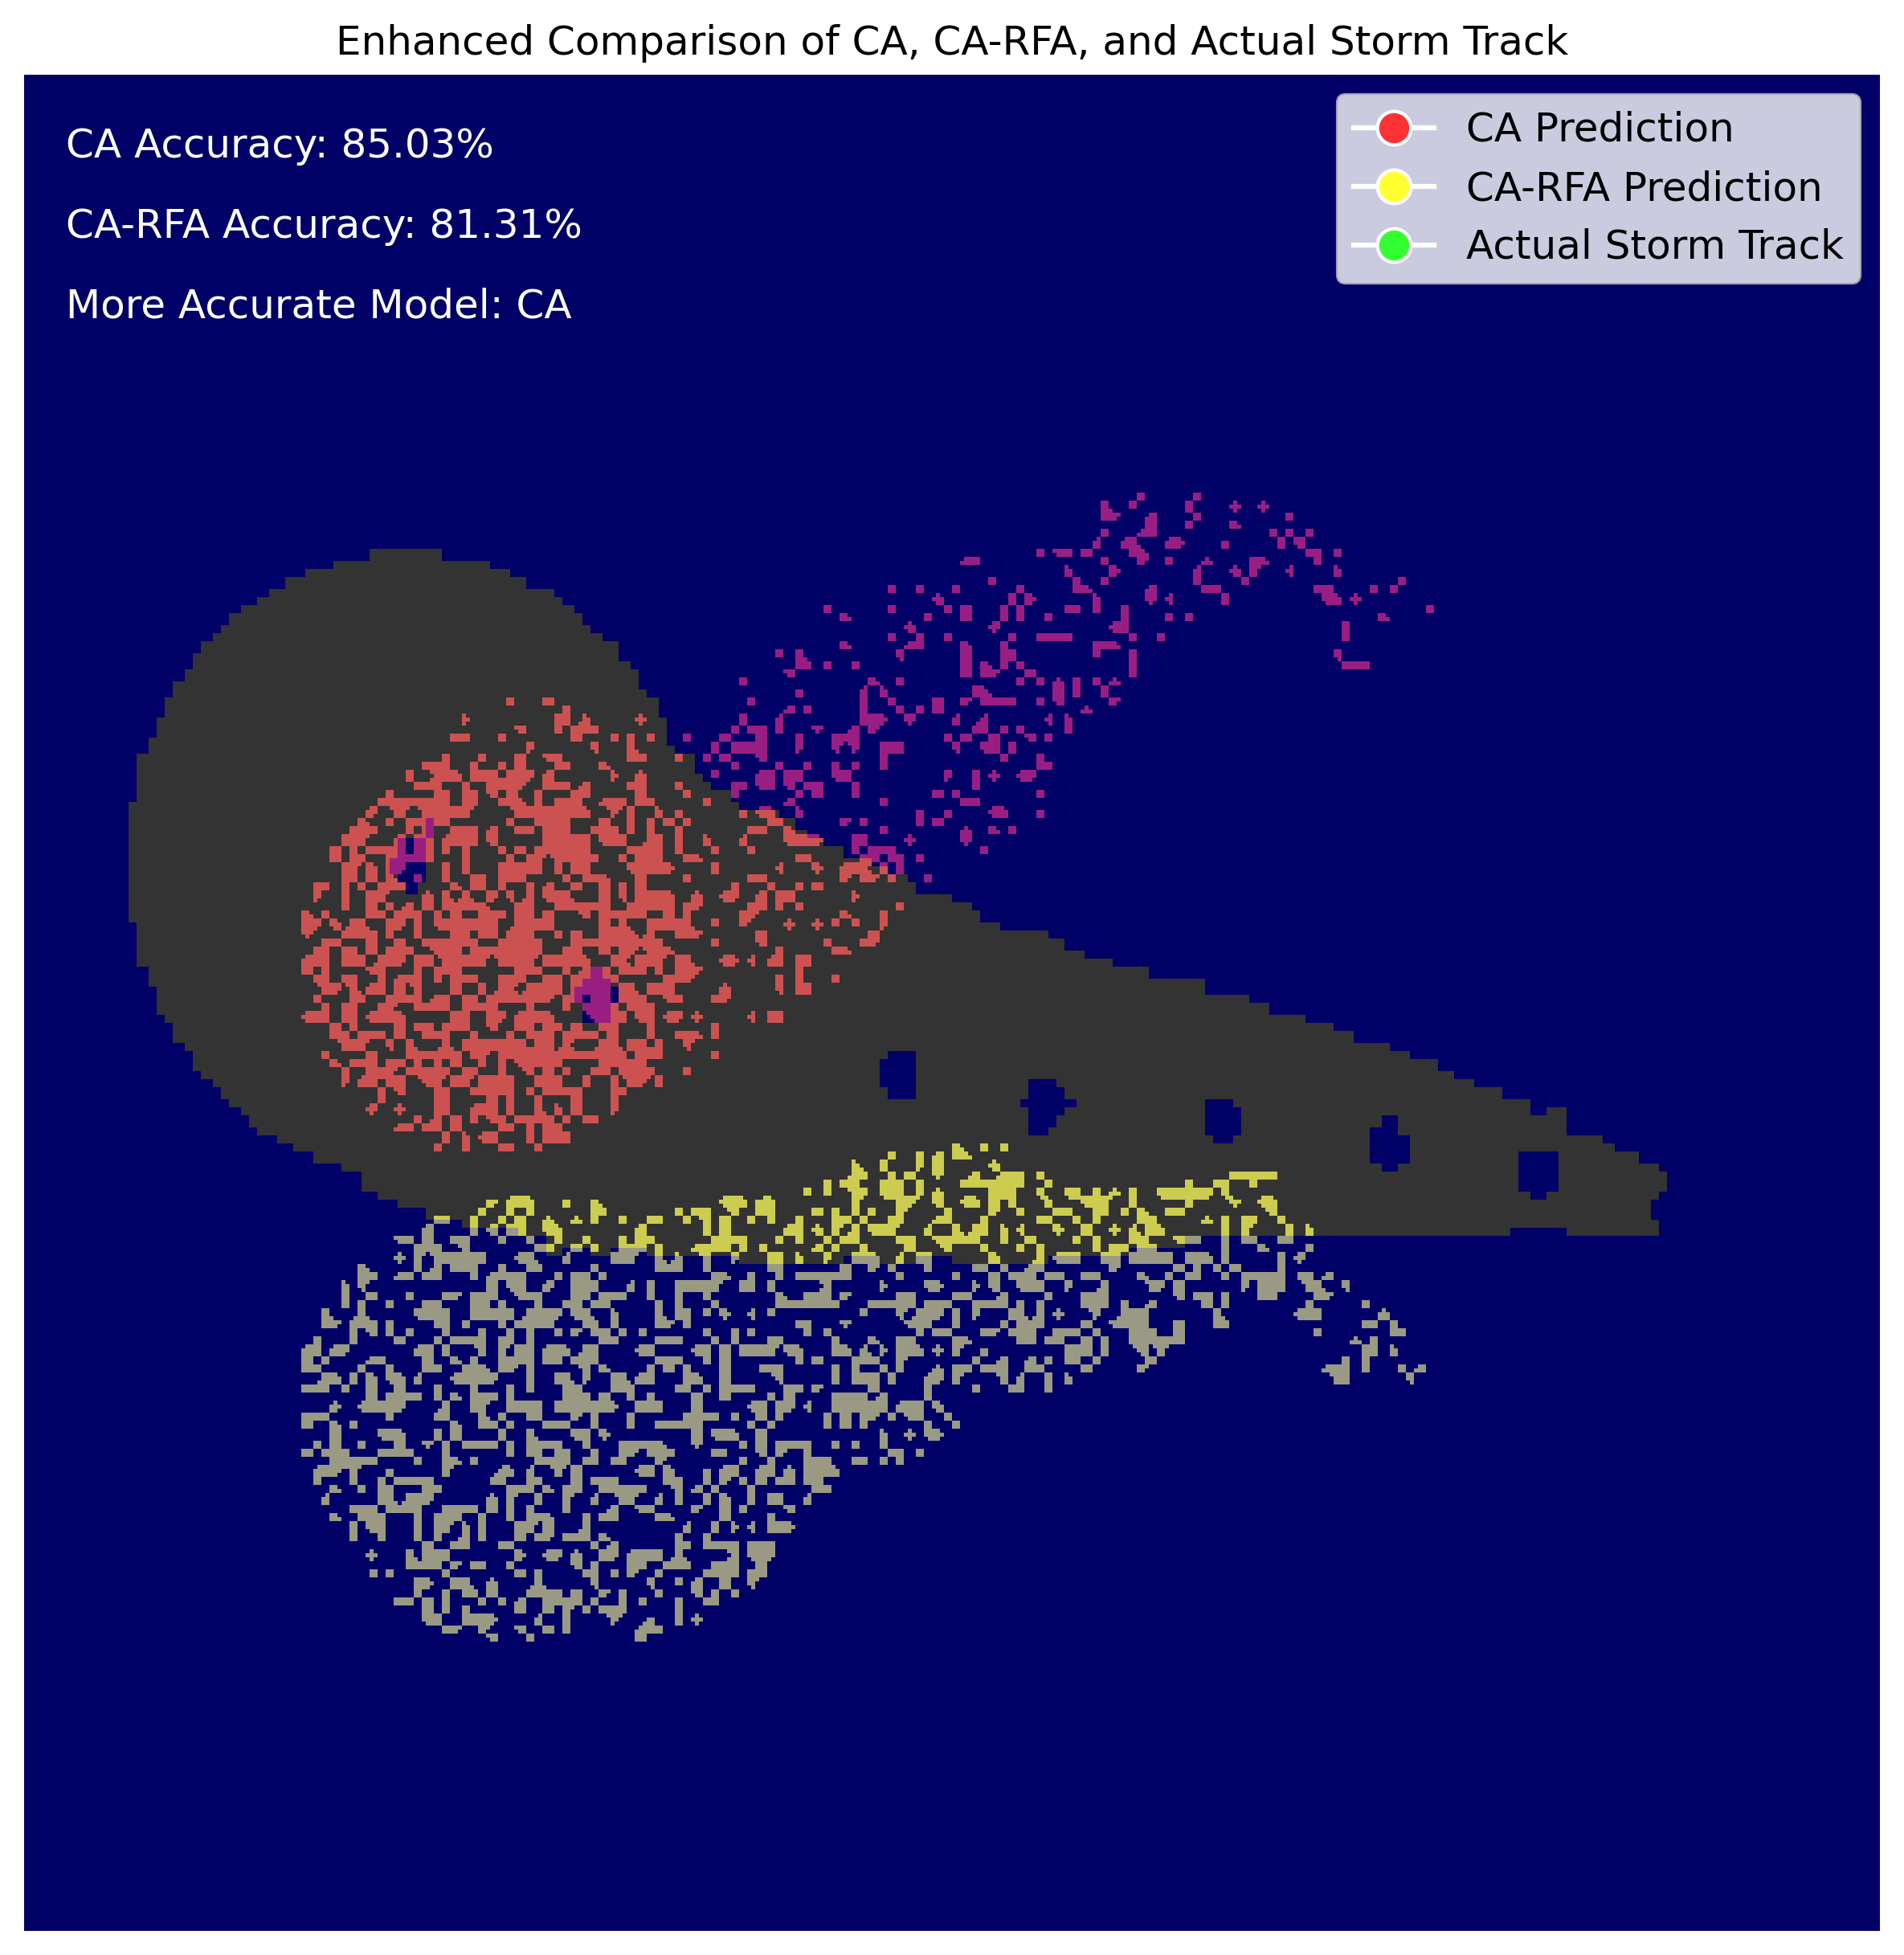 Enhanced Comparison of CA, CA-RFA, and Actual Storm Track
CA Accuracy: 85.03%
CA-RFA Accuracy: 81.31%
More Accurate Model: CA
CA Prediction
CA-RFA Prediction
Actual Storm Track